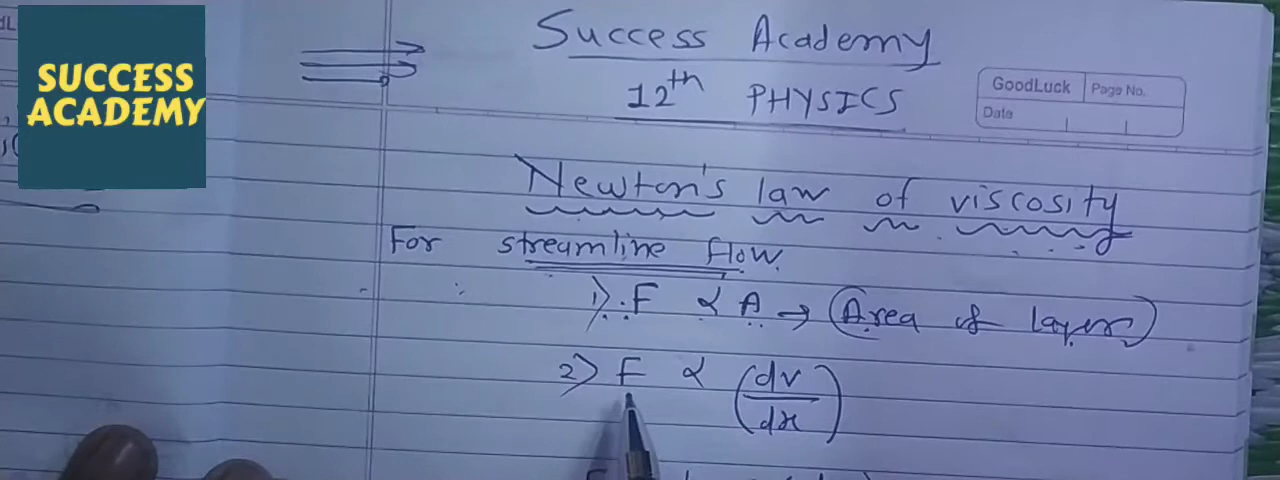 SUCCESS
ACADEMY
Success Academy
12th PHYSICS
GoodLuck Page No.
Date
Newton's law of viscosity
For streamline flow.
1) F ∝ A → (Area of layers)
2) F ∝ (dv/dx)